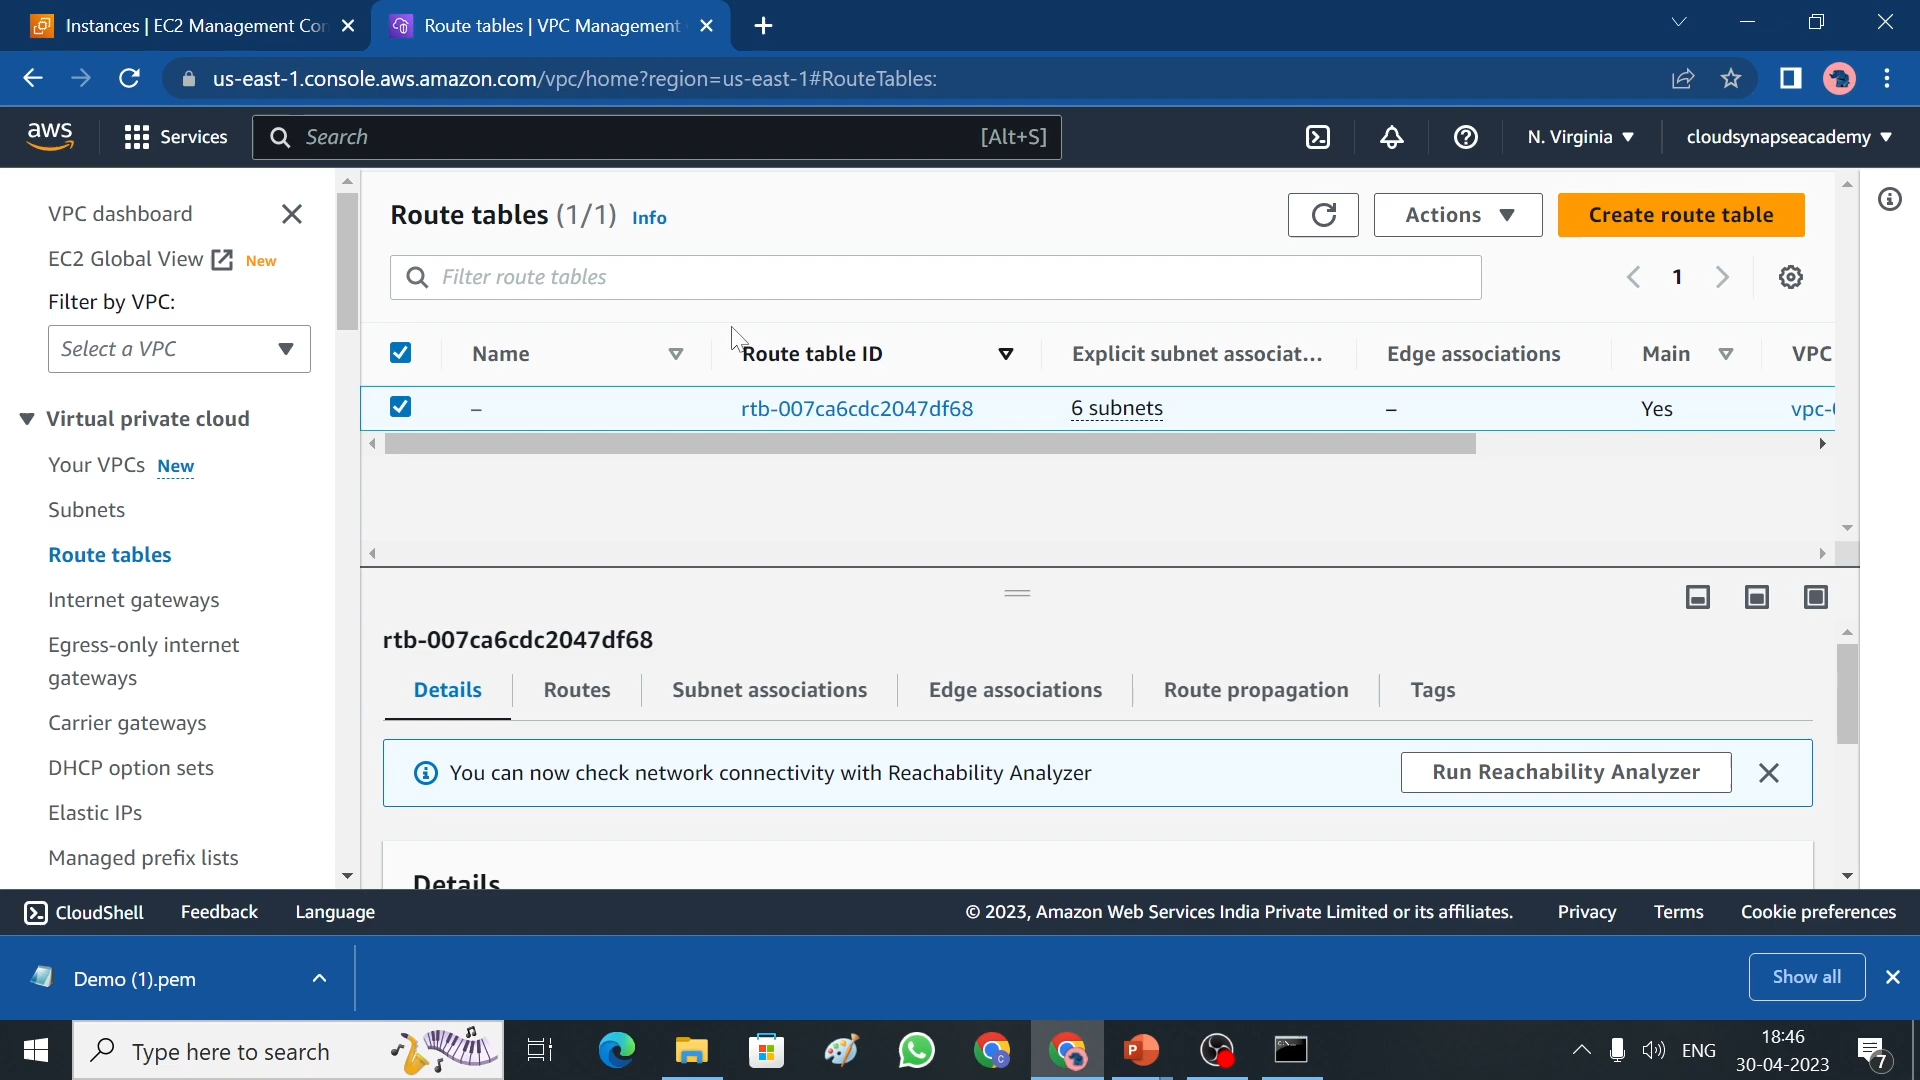 Instances | EC2 Management Con
Route tables | VPC Management
us-east-1.console.aws.amazon.com/vpc/home?region=us-east-1#RouteTables:
aws
Services
Search
[Alt+S]
N. Virginia
cloudsynapseacademy
VPC dashboard
EC2 Global View New
Filter by VPC:
Select a VPC
Virtual private cloud
Your VPCs New
Subnets
Route tables
Internet gateways
Egress-only internet
gateways
Carrier gateways
DHCP option sets
Elastic IPs
Managed prefix lists
Route tables (1/1) Info
Actions
Create route table
Filter route tables
1
Name
Route table ID
Explicit subnet associat...
Edge associations
Main
VPC
–
rtb-007ca6cdc2047df68
6 subnets
–
Yes
vpc-
rtb-007ca6cdc2047df68
Details
Routes
Subnet associations
Edge associations
Route propagation
Tags
You can now check network connectivity with Reachability Analyzer
Run Reachability Analyzer
Details
CloudShell
Feedback
Language
© 2023, Amazon Web Services India Private Limited or its affiliates.
Privacy
Terms
Cookie preferences
Demo (1).pem
Show all
Type here to search
ENG
18:46
30-04-2023
7